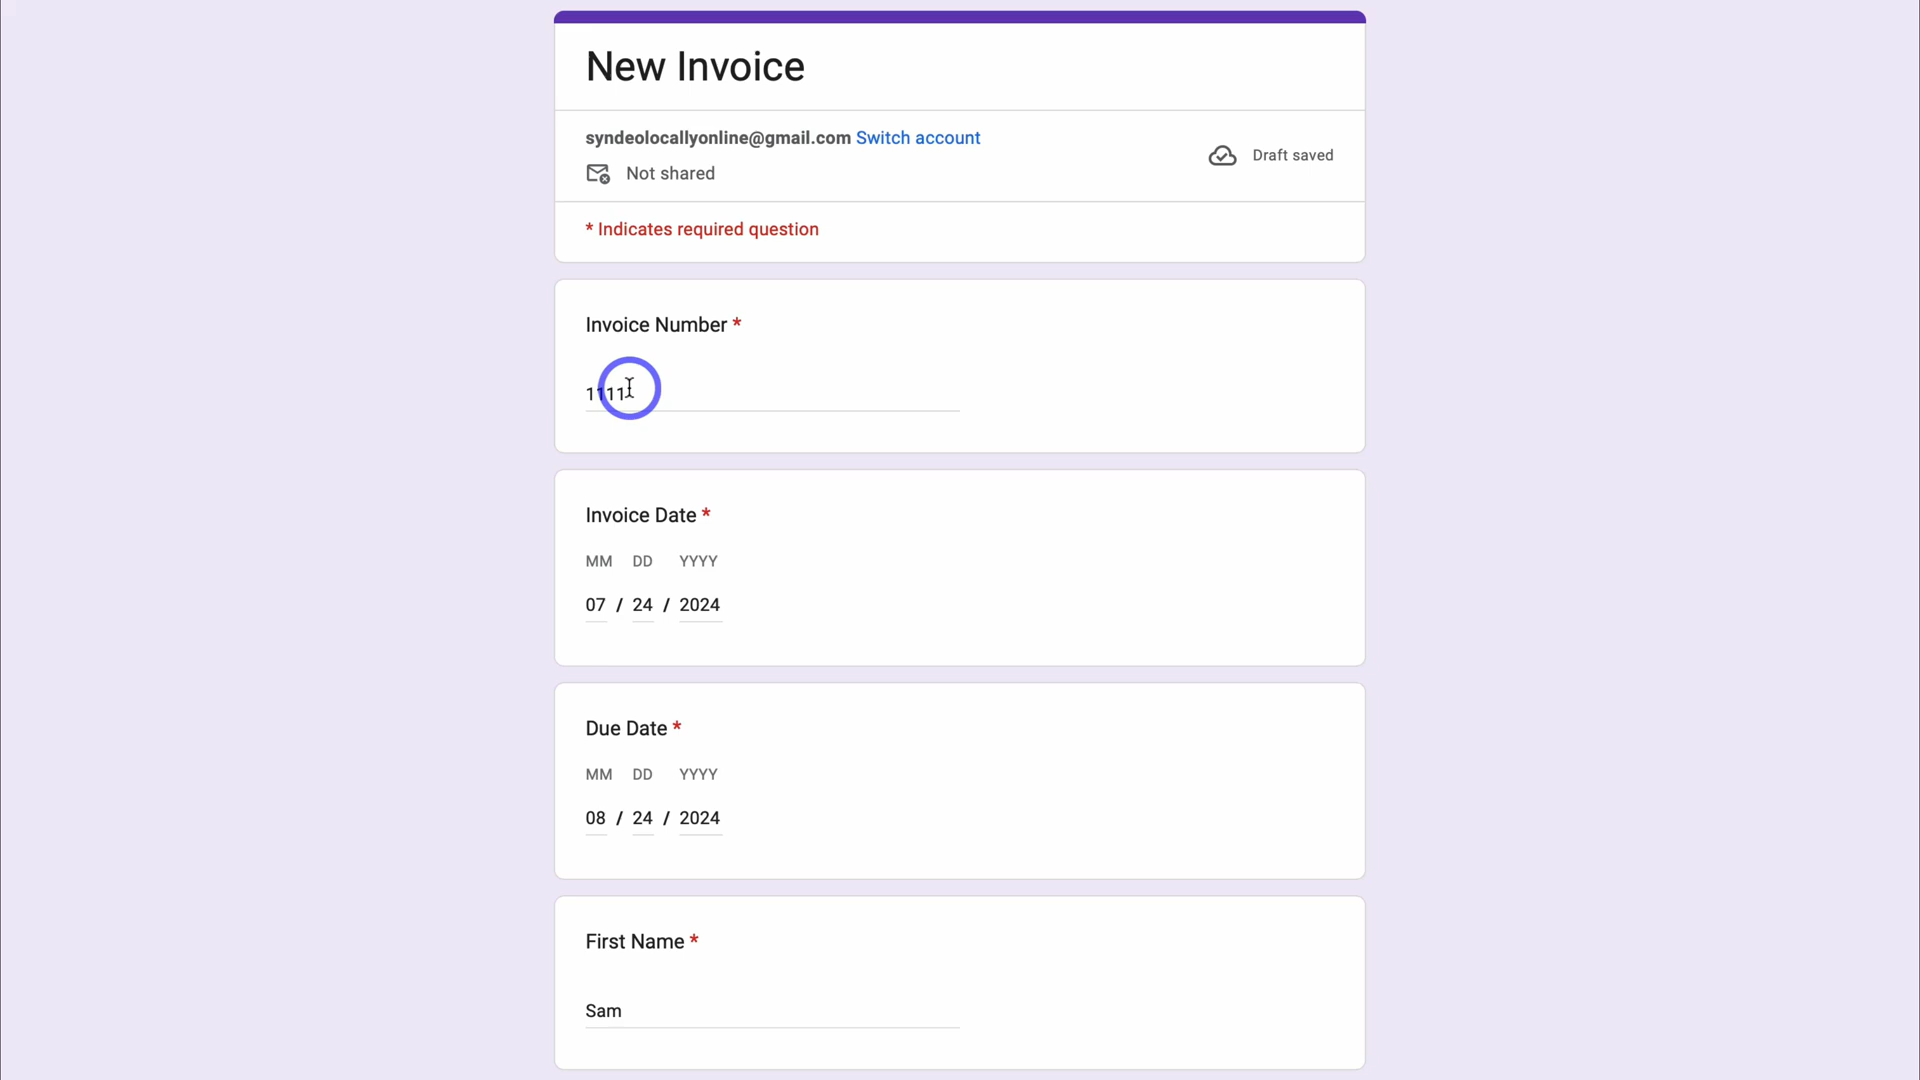 New Invoice
syndeolocallyonline@gmail.com Switch account
Not shared
Draft saved
* Indicates required question
Invoice Number *
1111
Invoice Date *
MM DD YYYY
07 / 24 / 2024
Due Date *
MM DD YYYY
08 / 24 / 2024
First Name *
Sam